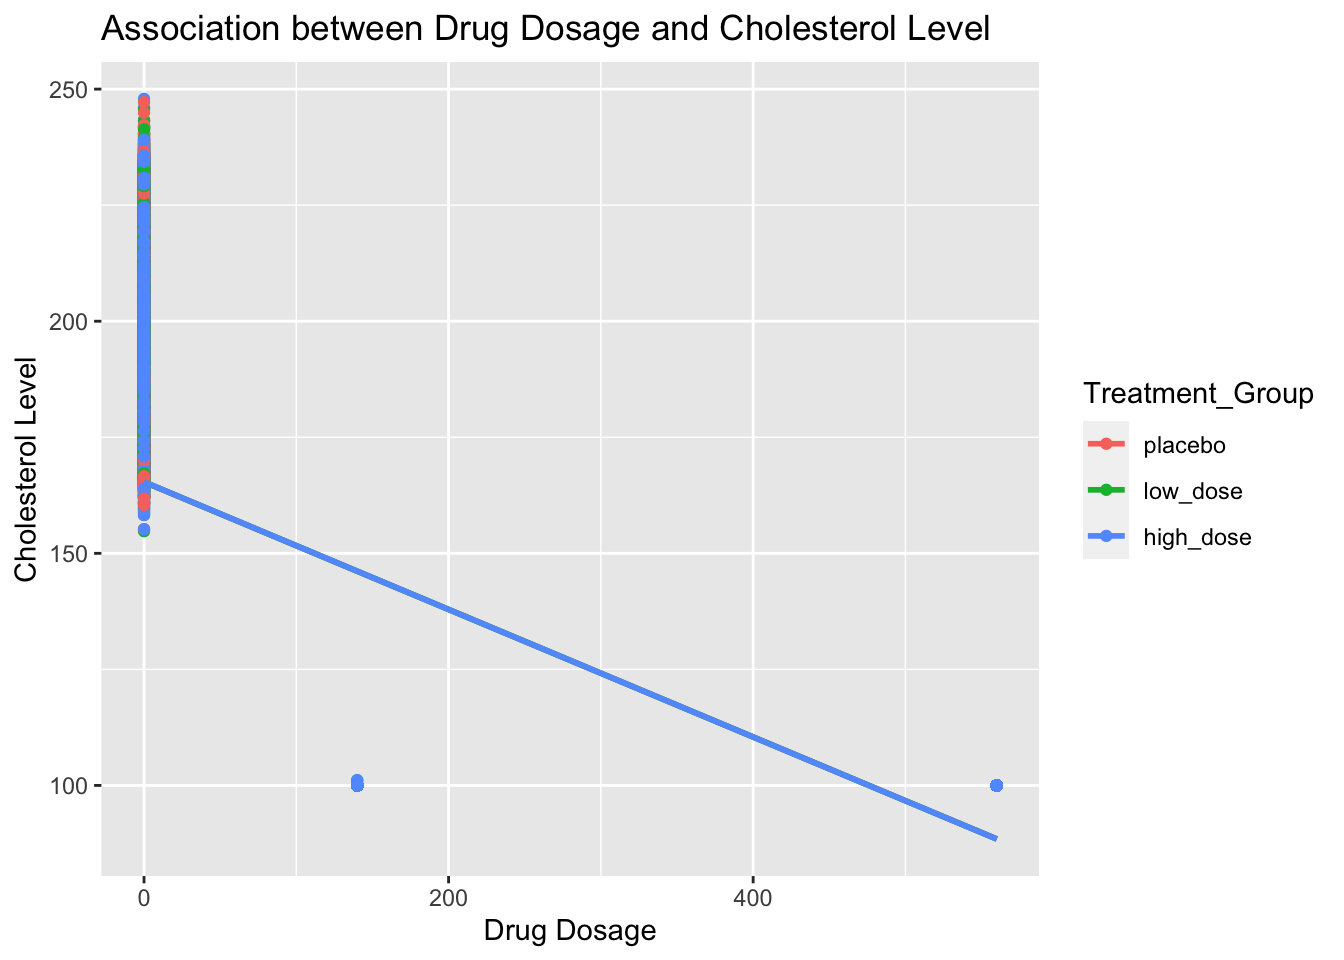 Association between Drug Dosage and Cholesterol Level
250
200
150
100
Cholesterol Level
0
200
400
Drug Dosage
Treatment_Group
placebo
low_dose
high_dose